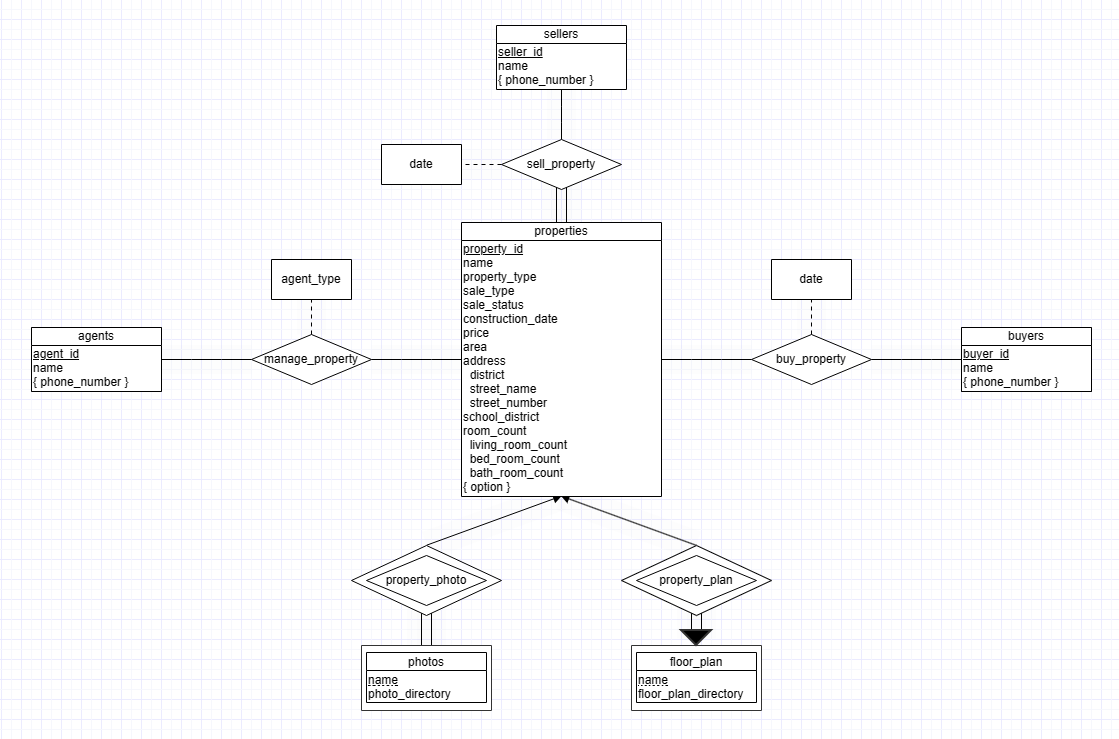 sellers
seller_id
name
{ phone_number }
date
sell_property
properties
property_id
name
property_type
sale_type
sale_status
construction_date
price
area
address
district
street_name
street_number
school_district
room_count
living_room_count
bed_room_count
bath_room_count
{ option }
agent_type
agents
agent_id
name
{ phone_number }
manage_property
date
buy_property
buyers
buyer_id
name
{ phone_number }
property_photo
property_plan
photos
name
photo_directory
floor_plan
name
floor_plan_directory